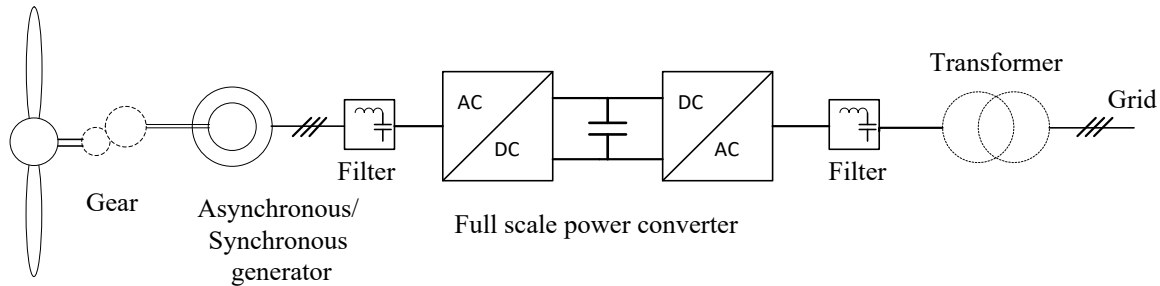 Transformer
Grid
AC
DC
DC
AC
Filter
Filter
Gear
Asynchronous/
Synchronous
generator
Full scale power converter